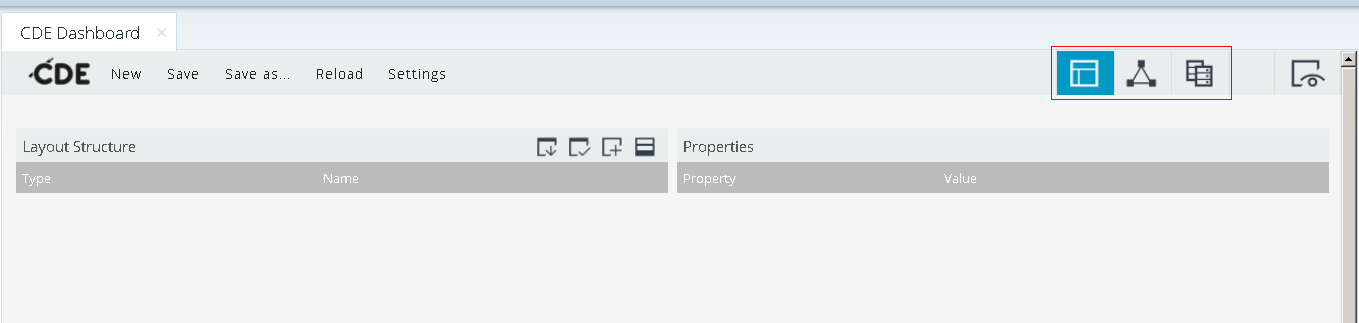 CDE Dashboard
CDE New Save Save as... Reload Settings
Layout Structure Properties
Type Name Property Value